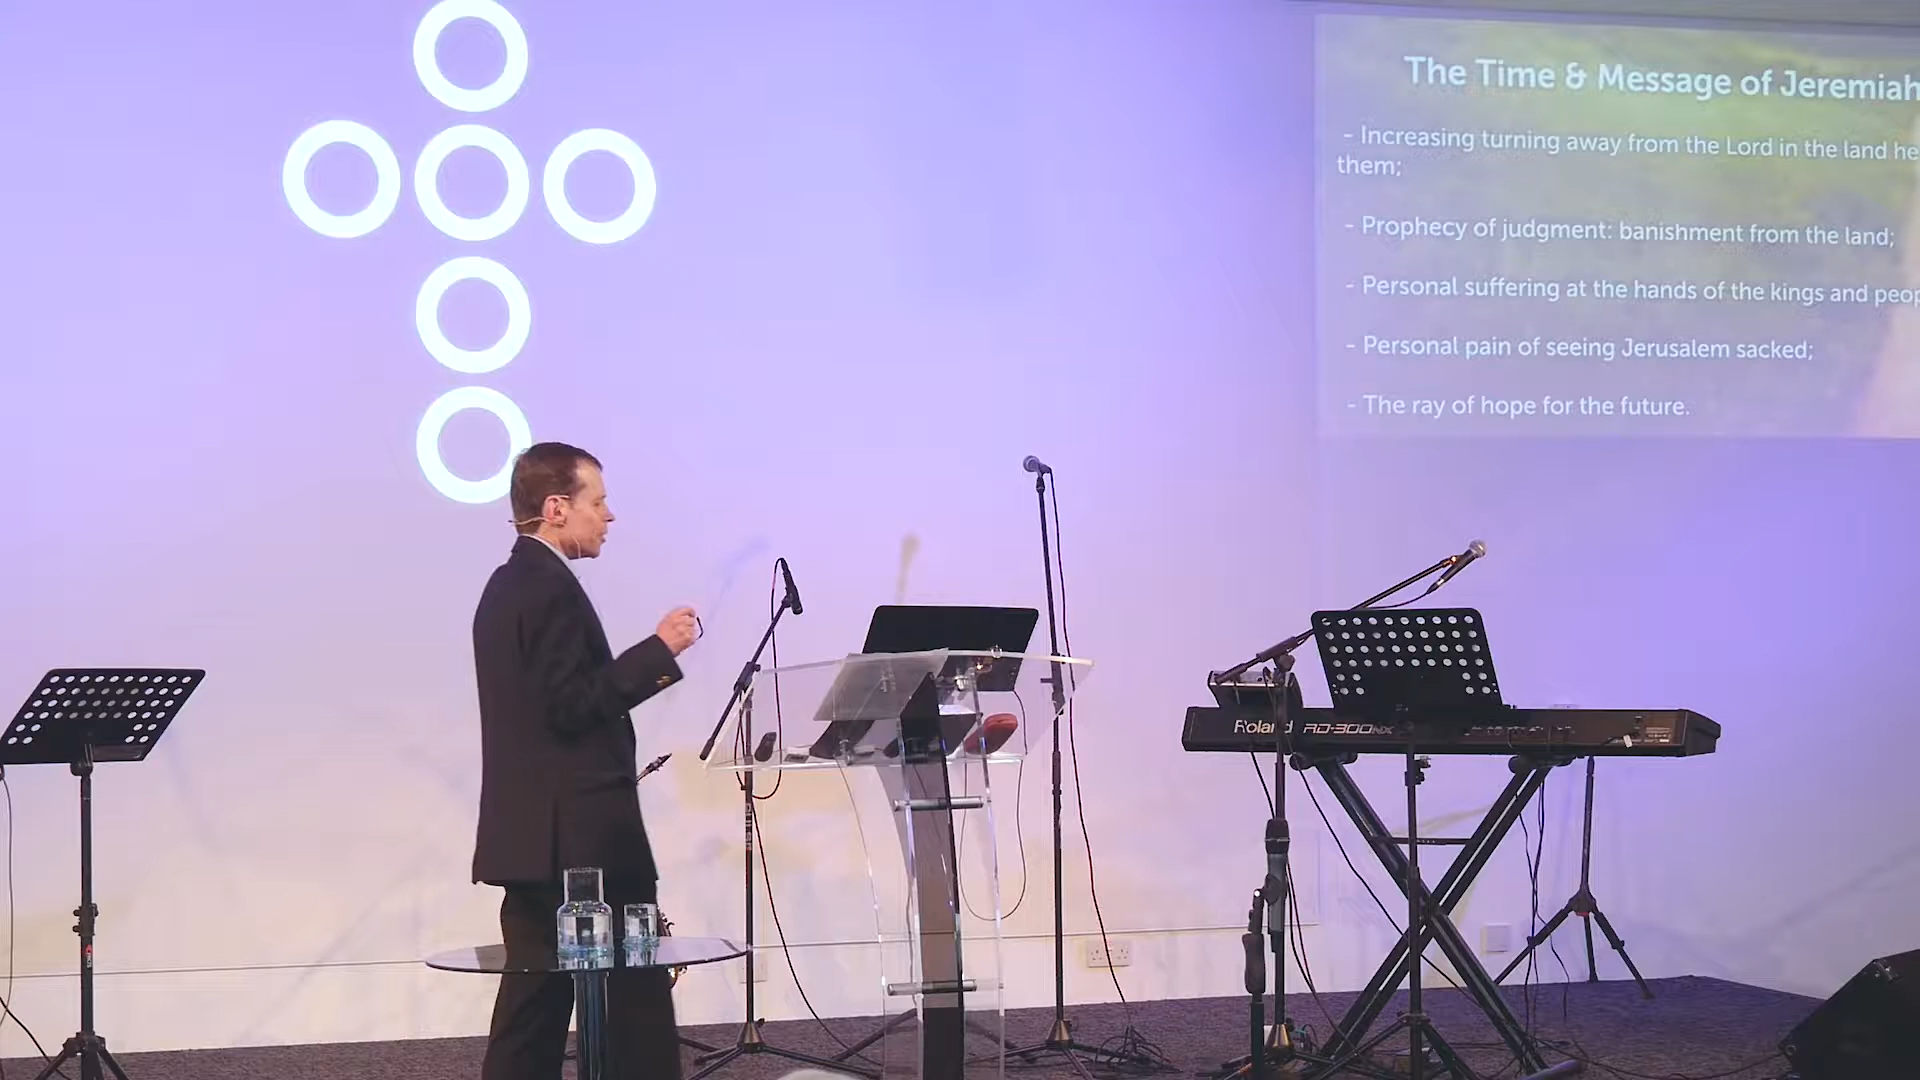 The Time & Message of Jeremiah
- Increasing turning away from the Lord in the land he
them;
- Prophecy of judgment: banishment from the land;
- Personal suffering at the hands of the kings and peop
- Personal pain of seeing Jerusalem sacked;
- The ray of hope for the future.
Roland RD-300NX